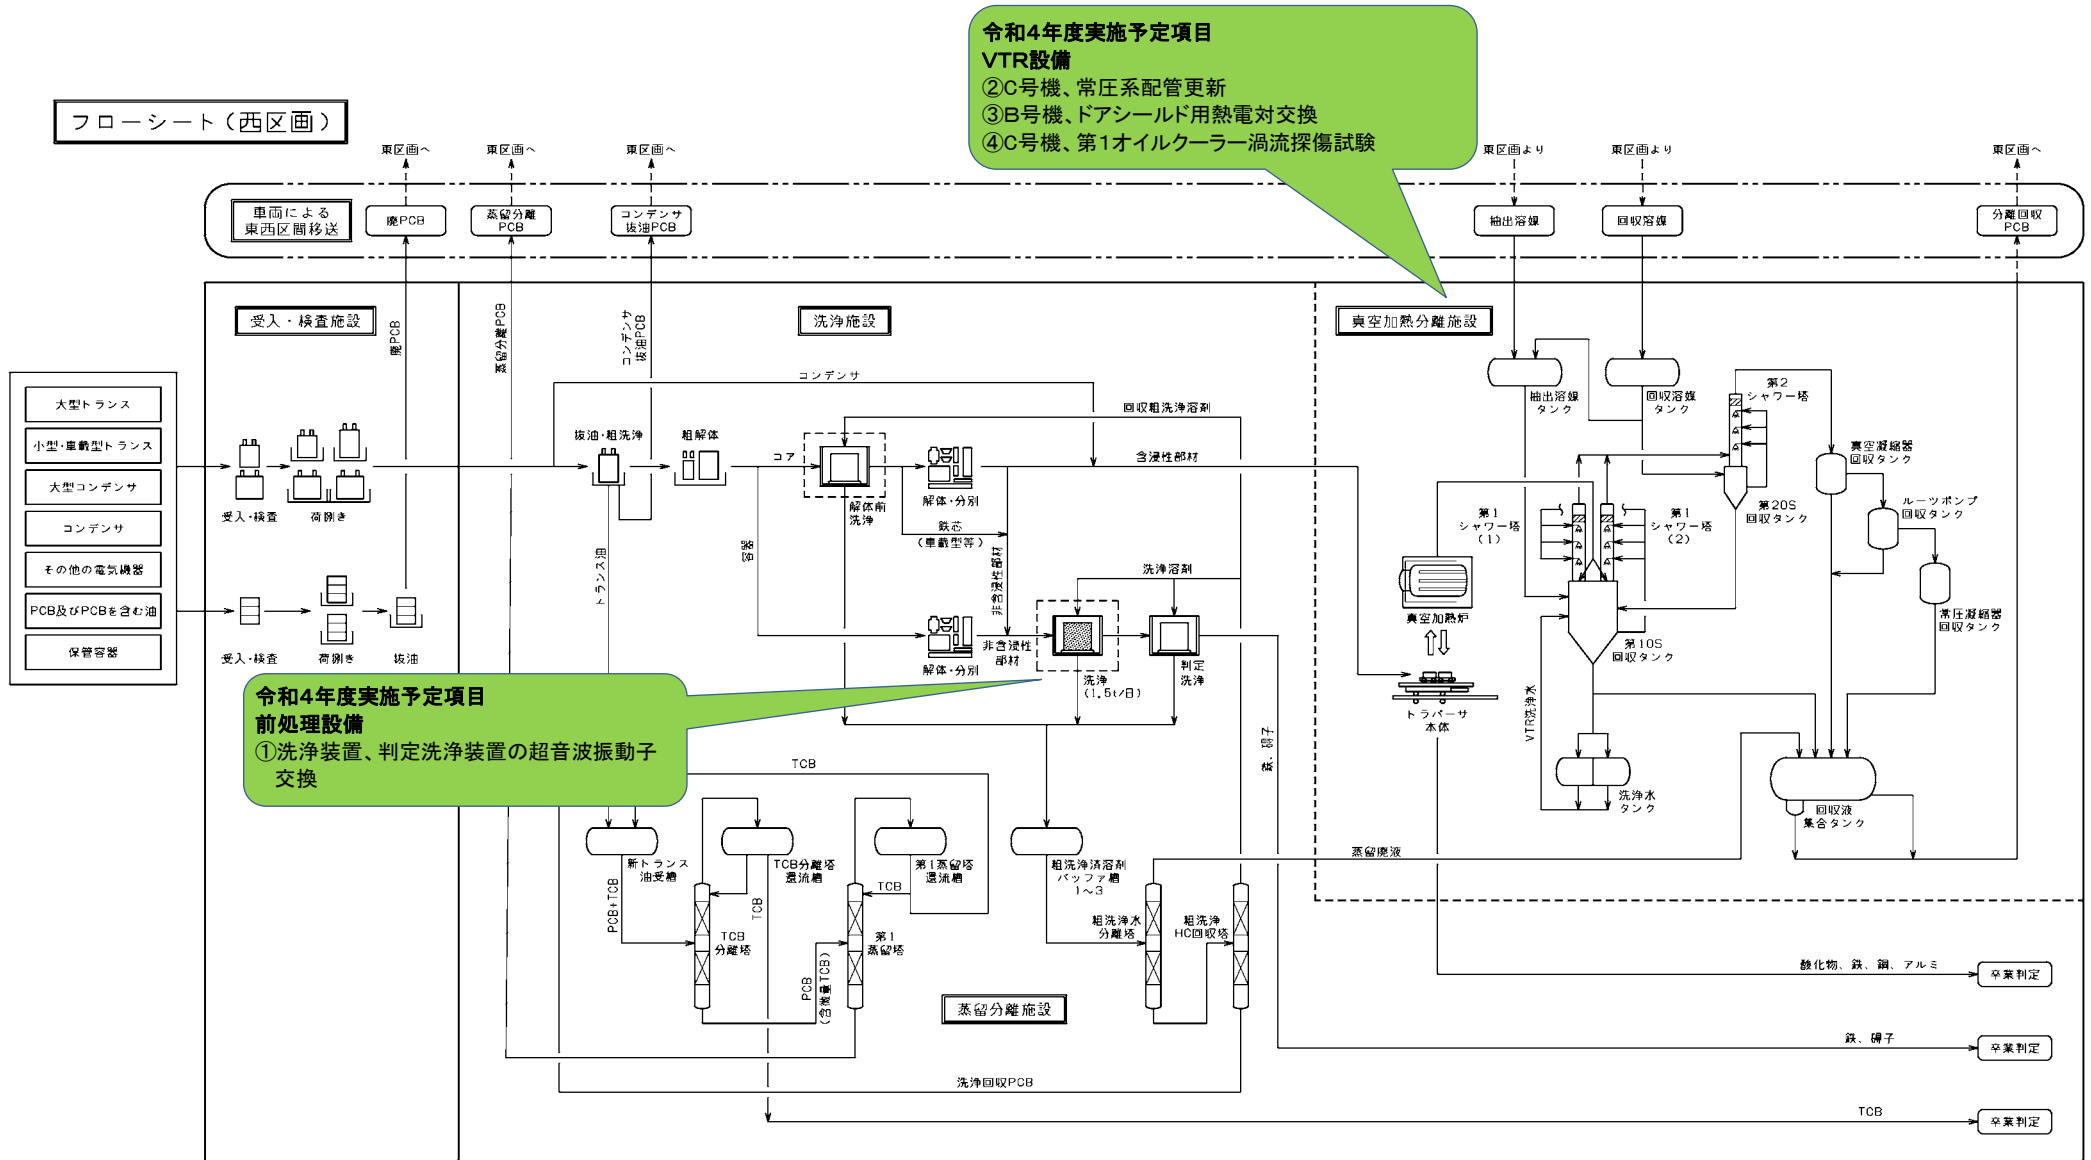 フローシート(西区画)
令和4年度実施予定項目
VTR設備
②C号機、常圧系配管更新
③B号機、ドアシールド用熱電対交換
④C号機、第1オイルクーラー渦流探傷試験
東区画へ
東区画へ
東区画へ
東区画より
東区画より
東区画へ
車両による
東西区間移送
廃PCB
蒸留分離
PCB
コンデンサ
抜油PCB
抽出溶媒
回収溶媒
分離回収
PCB
受入・検査施設
洗浄施設
真空加熱分離施設
廃PCB
蒸留分離PCB
コンデンサ
抜油PCB
大型トランス
小型・車載型トランス
大型コンデンサ
コンデンサ
その他の電気機器
PCB及びPCBを含む油
保管容器
受入・検査
荷捌き
受入・検査
荷捌き
抜油
コンデンサ
抜油・粗洗浄
粗解体
コア
回収粗洗浄溶剤
解体前
洗浄
解体・分別
含浸性部材
鉄芯
(車載型等)
容器
トランス油
非含浸性部材
洗浄溶剤
解体・分別
非含浸性
部材
洗浄
(1.5t/日)
判定
洗浄
抽出溶媒
タンク
回収溶媒
タンク
第2
シャワー塔
真空凝縮器
回収タンク
ルーツポンプ
回収タンク
第2OS
回収タンク
第1
シャワー塔
(1)
第1
シャワー塔
(2)
常圧凝縮器
回収タンク
真空加熱炉
第1OS
回収タンク
トラバーサ
本体
VTR洗浄水
洗浄水
タンク
回収液
集合タンク
令和4年度実施予定項目
前処理設備
①洗浄装置、判定洗浄装置の超音波振動子
交換
TCB
鉄、碍子
新トランス
油受槽
TCB分離塔
還流槽
第1蒸留塔
還流槽
粗洗浄済溶剤
バッファ槽
1～3
蒸留廃液
PCB+TCB
TCB
TCB
TCB
分離塔
第1
蒸留塔
PCB
(含微量TCB)
粗洗浄水
分離塔
粗洗浄
HC回収塔
蒸留分離施設
酸化物、鉄、銅、アルミ
卒業判定
鉄、碍子
卒業判定
洗浄回収PCB
TCB
卒業判定